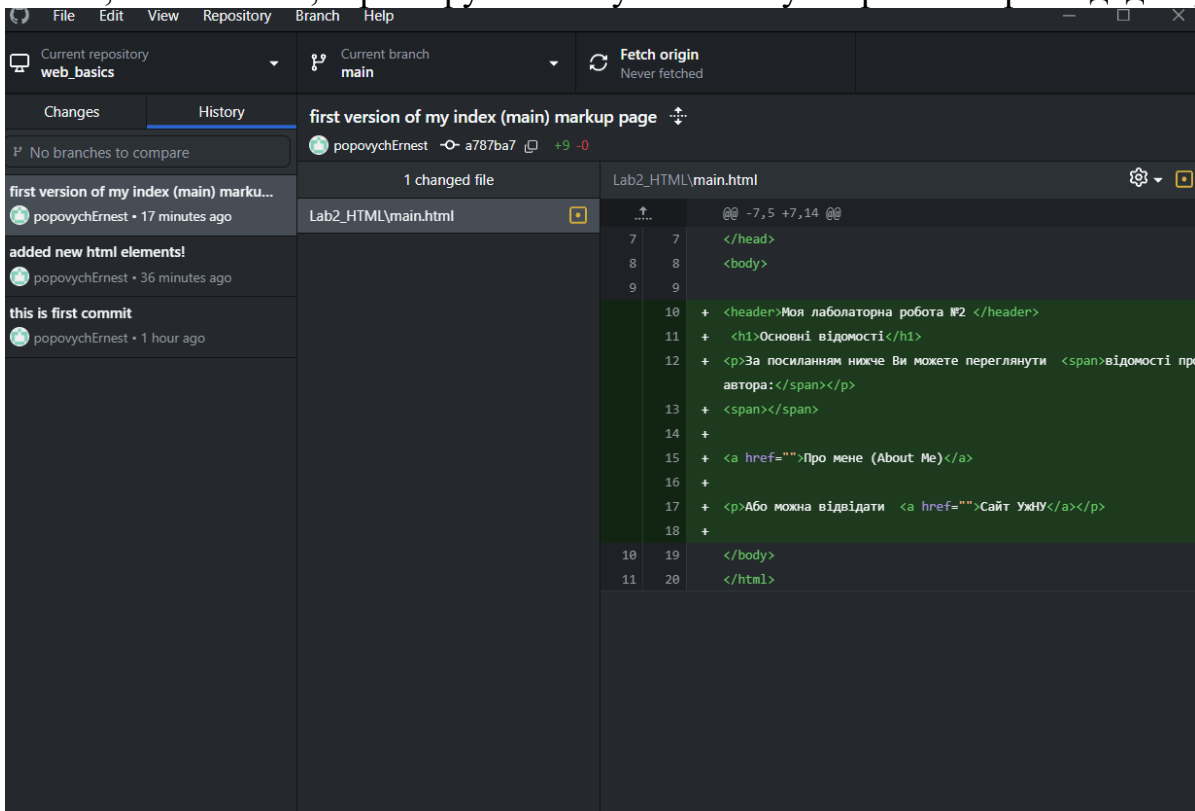 File Edit View Repository Branch Help
Current repository
web_basics
Current branch
main
Fetch origin
Never fetched
Changes History
No branches to compare
first version of my index (main) marku...
popovychErnest • 17 minutes ago
added new html elements!
popovychErnest • 36 minutes ago
this is first commit
popovychErnest • 1 hour ago
first version of my index (main) markup page
popovychErnest a787ba7 +9 -0
1 changed file
Lab2_HTML\main.html
Lab2_HTML\main.html
@@ -7,5 +7,14 @@
7 7 </head>
8 8 <body>
9 9
10 + <header>Моя лаболаторна робота №2 </header>
11 + <h1>Основні відомості</h1>
12 + <p>За посиланням нижче Ви можете переглянути <span>відомості про
автора:</span></p>
13 + <span></span>
14 +
15 + <a href="">Про мене (About Me)</a>
16 +
17 + <p>Або можна відвідати <a href="">Сайт УжНУ</a></p>
18 +
10 19 </body>
11 20 </html>